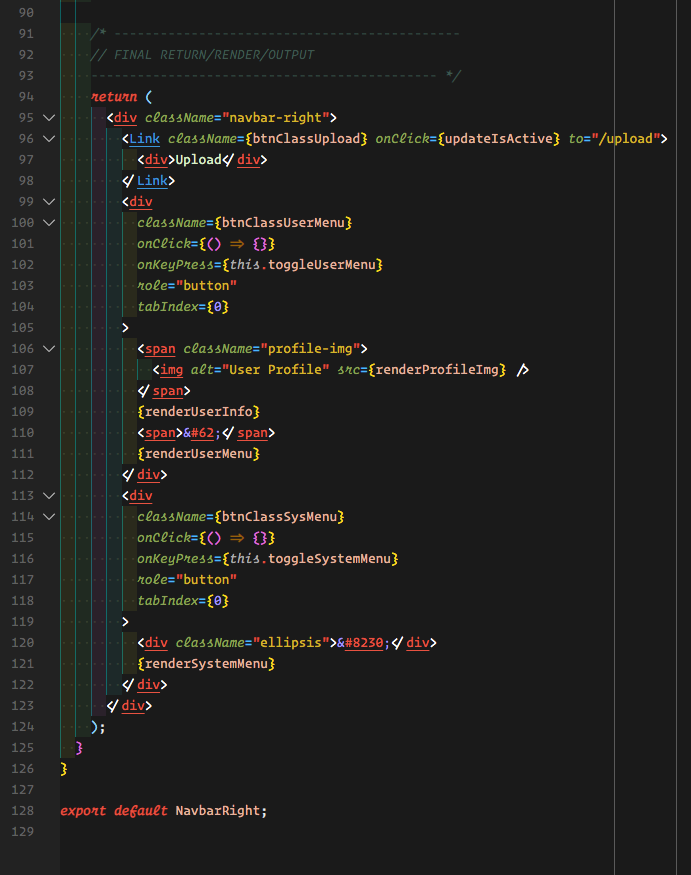 90
91 /* ---------------------------------------------
92 // FINAL RETURN/RENDER/OUTPUT
93 --------------------------------------------- */
94 return (
95 <div className="navbar-right">
96 <Link className={btnClassUpload} onClick={updateIsActive} to="/upload">
97 <div>Upload</div>
98 </Link>
99 <div
100 className={btnClassUserMenu}
101 onClick={() => {}}
102 onKeyPress={this.toggleUserMenu}
103 role="button"
104 tabIndex={0}
105 >
106 <span className="profile-img">
107 <img alt="User Profile" src={renderProfileImg} />
108 </span>
109 {renderUserInfo}
110 <span>&#62;</span>
111 {renderUserMenu}
112 </div>
113 <div
114 className={btnClassSysMenu}
115 onClick={() => {}}
116 onKeyPress={this.toggleSystemMenu}
117 role="button"
118 tabIndex={0}
119 >
120 <div className="ellipsis">&#8230;</div>
121 {renderSystemMenu}
122 </div>
123 </div>
124 );
125 }
126 }
127
128 export default NavbarRight;
129